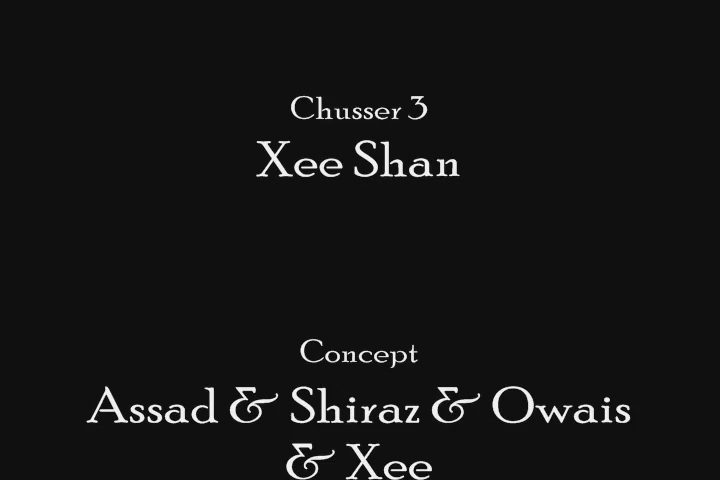 Chusser 3
Xee Shan
Concept
Assad & Shiraz & Owais
& Xee